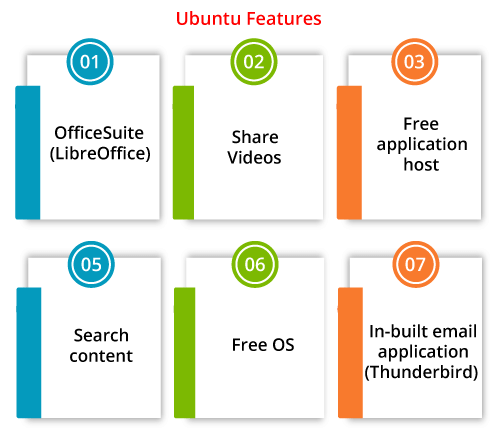 Ubuntu Features
01
OfficeSuite
(LibreOffice)
02
Share
Videos
03
Free
application
host
05
Search
content
06
Free OS
07
In-built email
application
(Thunderbird)